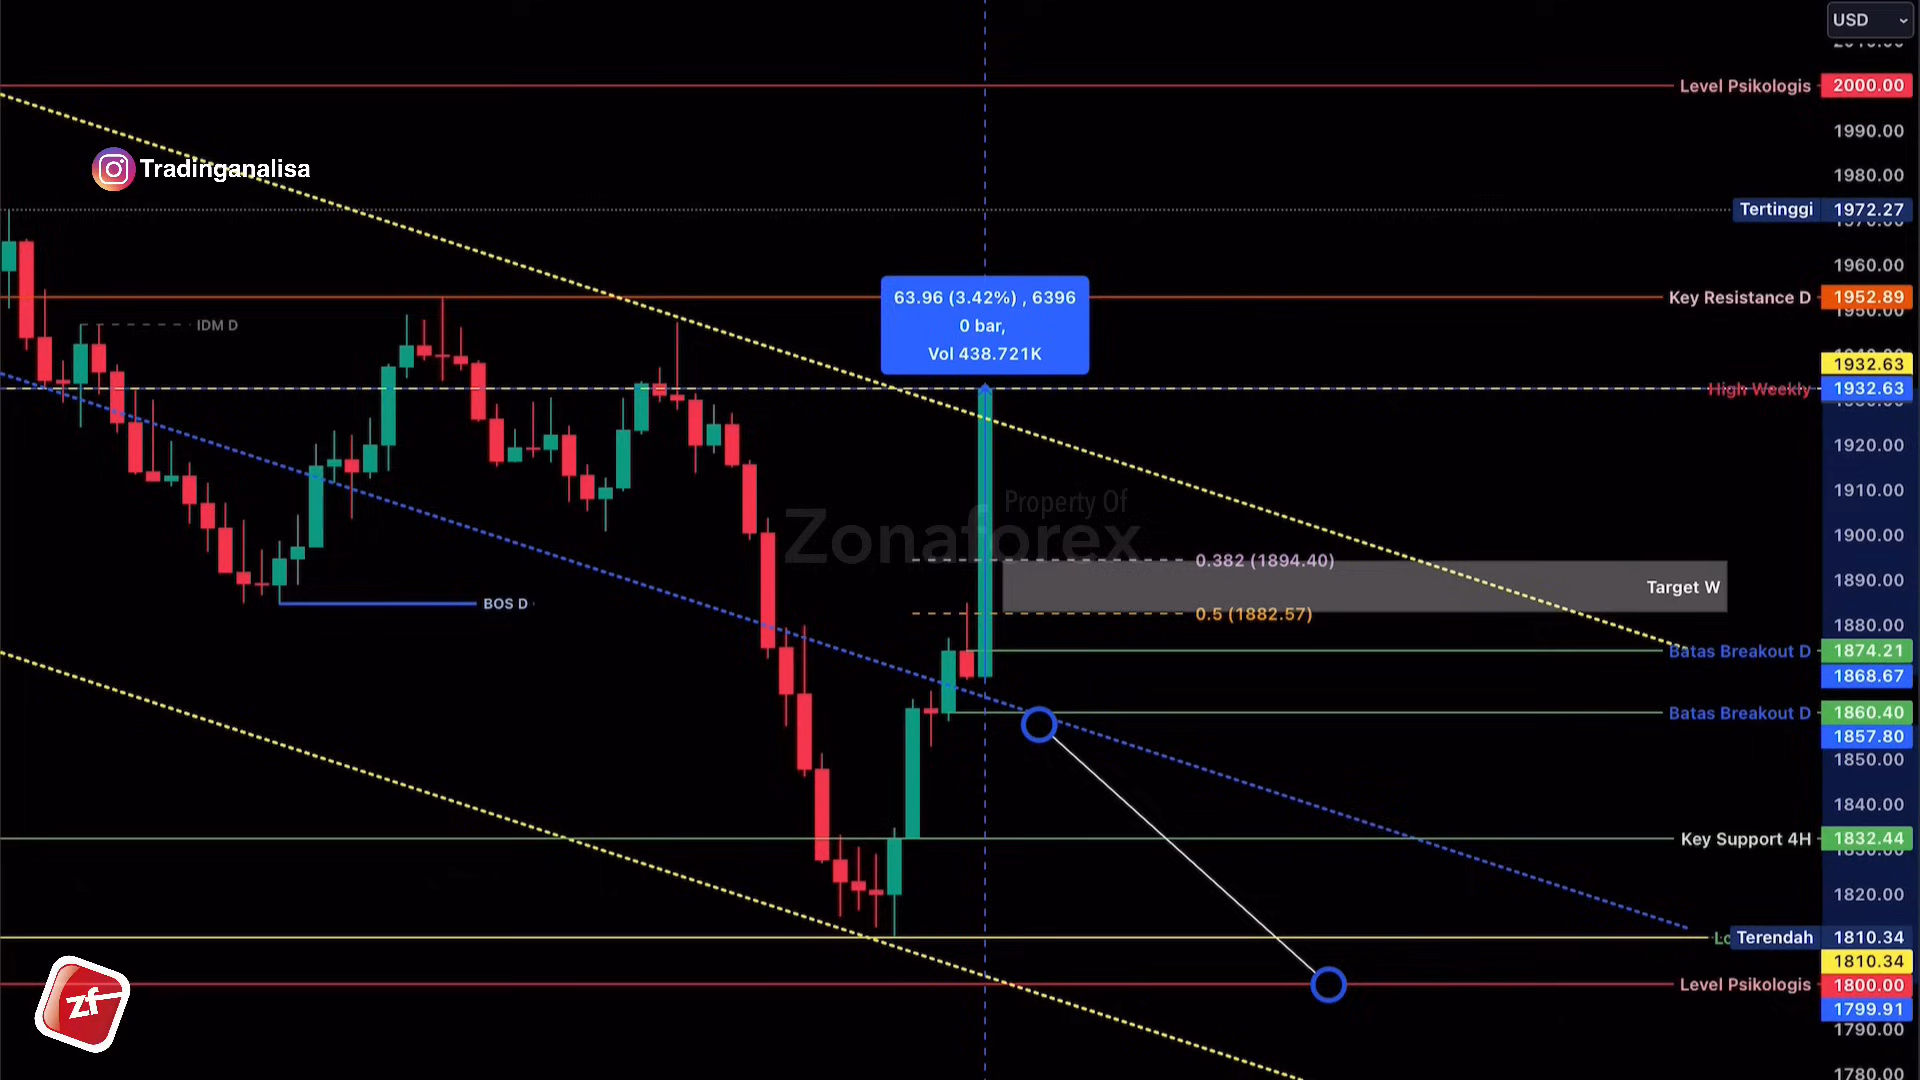 USD
Level Psikologis 2000.00
1990.00
Tradinganalisa
1980.00
Tertinggi 1972.27
1960.00
63.96 (3.42%) , 6396
0 bar,
Vol 438.721K
Key Resistance D 1952.89
1950.00
IDM D
1932.63
High Weekly 1932.63
1920.00
Property Of
Zonaforex
1910.00
1900.00
0.382 (1894.40)
Target W
1890.00
BOS D
0.5 (1882.57)
1880.00
Batas Breakout D 1874.21
1868.67
Batas Breakout D 1860.40
1857.80
1850.00
1840.00
Key Support 4H 1832.44
1820.00
Terendah 1810.34
1810.34
zf
Level Psikologis 1800.00
1799.91
1790.00
1780.00